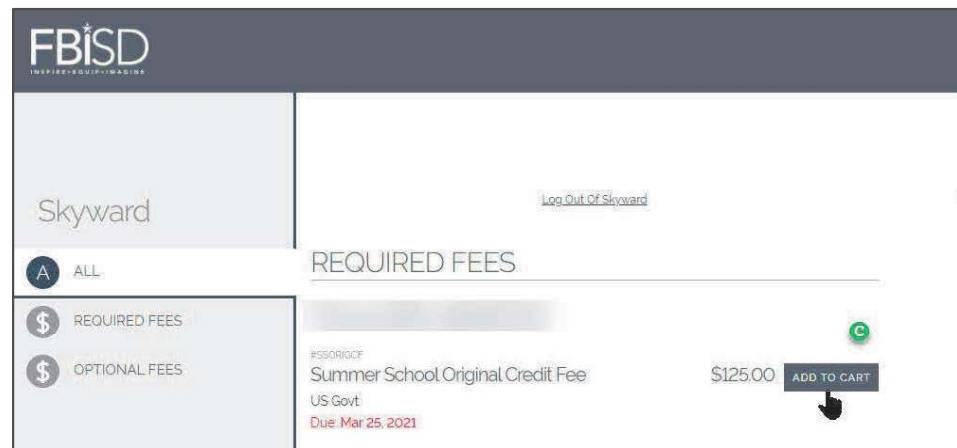 FBISD
INSPIRE•EQUIP•IMAGINE
Skyward
Log Out Of Skyward
A ALL
REQUIRED FEES
$ REQUIRED FEES
$ OPTIONAL FEES
C
#SSORIGCF
Summer School Original Credit Fee
$125.00 ADD TO CART
US Govt
Due: Mar 25, 2021